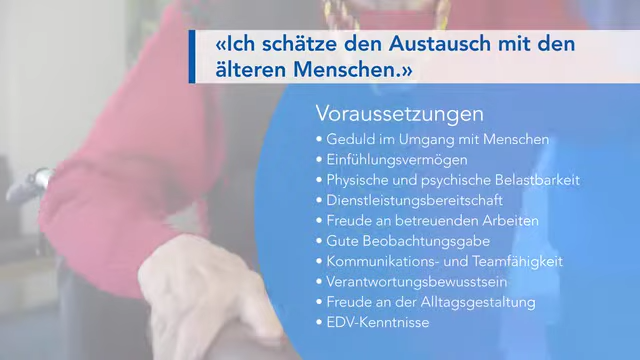 «Ich schätze den Austausch mit den
älteren Menschen.»
Voraussetzungen
• Geduld im Umgang mit Menschen
• Einfühlungsvermögen
• Physische und psychische Belastbarkeit
• Dienstleistungsbereitschaft
• Freude an betreuenden Arbeiten
• Gute Beobachtungsgabe
• Kommunikations- und Teamfähigkeit
• Verantwortungsbewusstsein
• Freude an der Alltagsgestaltung
• EDV-Kenntnisse